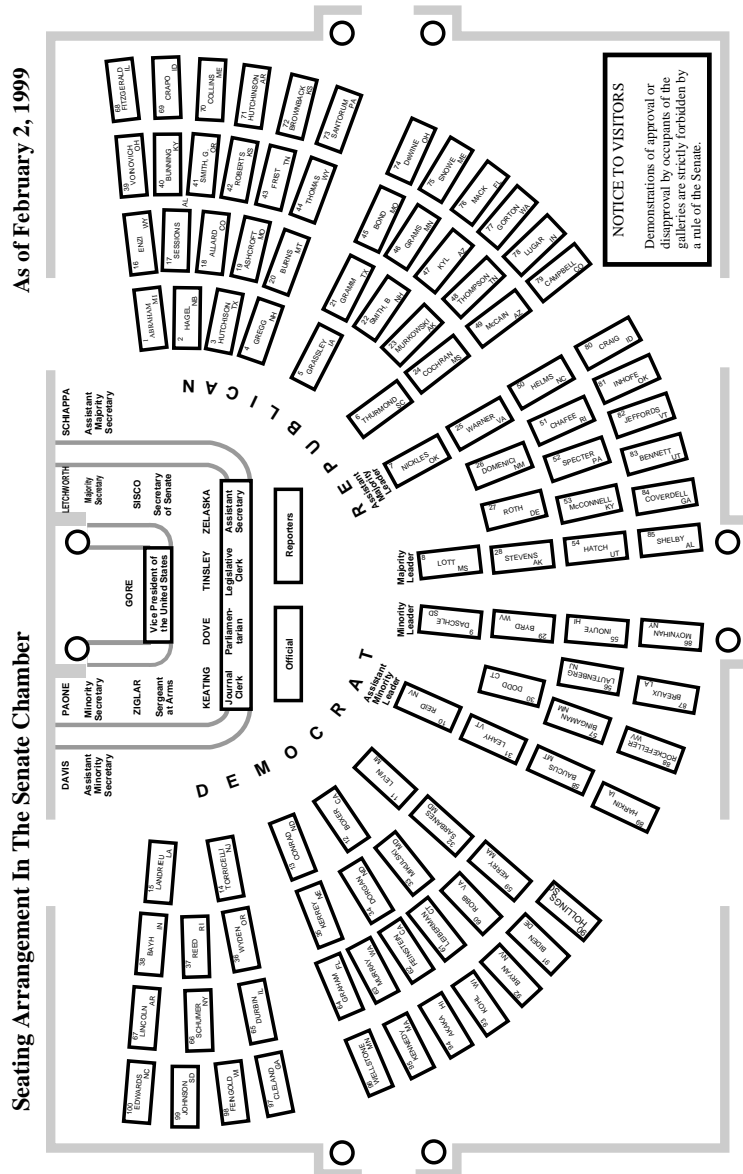 Seating Arrangement In The Senate Chamber
As of February 2, 1999
DAVIS
Assistant
Minority
Secretary
PAONE
Minority
Secretary
ZIGLAR
Sergeant
at Arms
GORE
Vice President of
the United States
LETCHWORTH
Majority
Secretary
SISCO
Secretary
of Senate
SCHIAPPA
Assistant
Majority
Secretary
KEATING
Journal
Clerk
DOVE
Parliamen-
tarian
TINSLEY
Legislative
Clerk
ZELASKA
Assistant
Secretary
Official
Reporters
DEMOCRAT
REPUBLICAN
Assistant
Minority
Leader
Minority
Leader
Majority
Leader
Assistant
Majority
Leader
1 ABRAHAM MI
2 HAGEL NB
3 HUTCHISON TX
4 GREGG NH
5 GRASSLEY IA
6 THURMOND SC
7 NICKLES OK
8 LOTT MS
9 DASCHLE SD
10 REID NV
11 LEVIN MI
12 BOXER CA
13 CONRAD ND
14 TORRICELLI NJ
15 LANDRIEU LA
16 ENZI WY
17 SESSIONS AL
18 ALLARD CO
19 ASHCROFT MO
20 BURNS MT
21 GRAMM TX
22 SMITH, B NH
23 MURKOWSKI AK
24 COCHRAN MS
25 WARNER VA
26 DOMENICI NM
27 ROTH DE
28 STEVENS AK
29 BYRD WV
30 DODD CT
31 LEAHY VT
32 SARBANES MD
33 MIKULSKI MD
34 DORGAN ND
35 KERREY NE
36 WYDEN OR
37 REED RI
38 BAYH IN
39 VOINOVICH OH
40 BUNNING KY
41 SMITH, G. OR
42 ROBERTS KS
43 FRIST TN
44 THOMAS WY
45 BOND MO
46 GRAMS MN
47 KYL AZ
48 THOMPSON TN
49 McCAIN AZ
50 HELMS NC
51 CHAFEE RI
52 SPECTER PA
53 McCONNELL KY
54 HATCH UT
55 INOUYE HI
56 LAUTENBERG NJ
57 BINGAMAN NM
58 BAUCUS MT
59 KERRY MA
60 ROBB VA
61 LIEBERMAN CT
62 FEINSTEIN CA
63 MURRAY WA
64 GRAHAM FL
65 DURBIN IL
66 SCHUMER NY
67 LINCOLN AR
68 FITZGERALD IL
69 CRAPO ID
70 COLLINS ME
71 HUTCHINSON AR
72 BROWNBACK KS
73 SANTORUM PA
74 DeWINE OH
75 SNOWE ME
76 MACK FL
77 GORTON WA
78 LUGAR IN
79 CAMPBELL CO
80 CRAIG ID
81 INHOFE OK
82 JEFFORDS VT
83 BENNETT UT
84 COVERDELL GA
85 SHELBY AL
86 MOYNIHAN NY
87 BREAUX LA
88 ROCKEFELLER WV
89 HARKIN IA
90 HOLLINGS SC
91 BIDEN DE
92 BRYAN NV
93 KOHL WI
94 AKAKA HI
95 KENNEDY MA
96 WELLSTONE MN
97 CLELAND GA
98 FEINGOLD WI
99 JOHNSON SD
100 EDWARDS NC
NOTICE TO VISITORS
Demonstrations of approval or
disapproval by occupants of the
galleries are strictly forbidden by
a rule of the Senate.